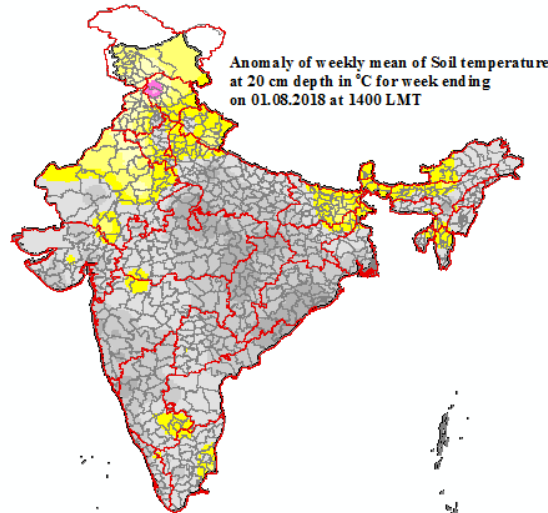 Anomaly of weekly mean of Soil temperature
at 20 cm depth in °C for week ending
on 01.08.2018 at 1400 LMT